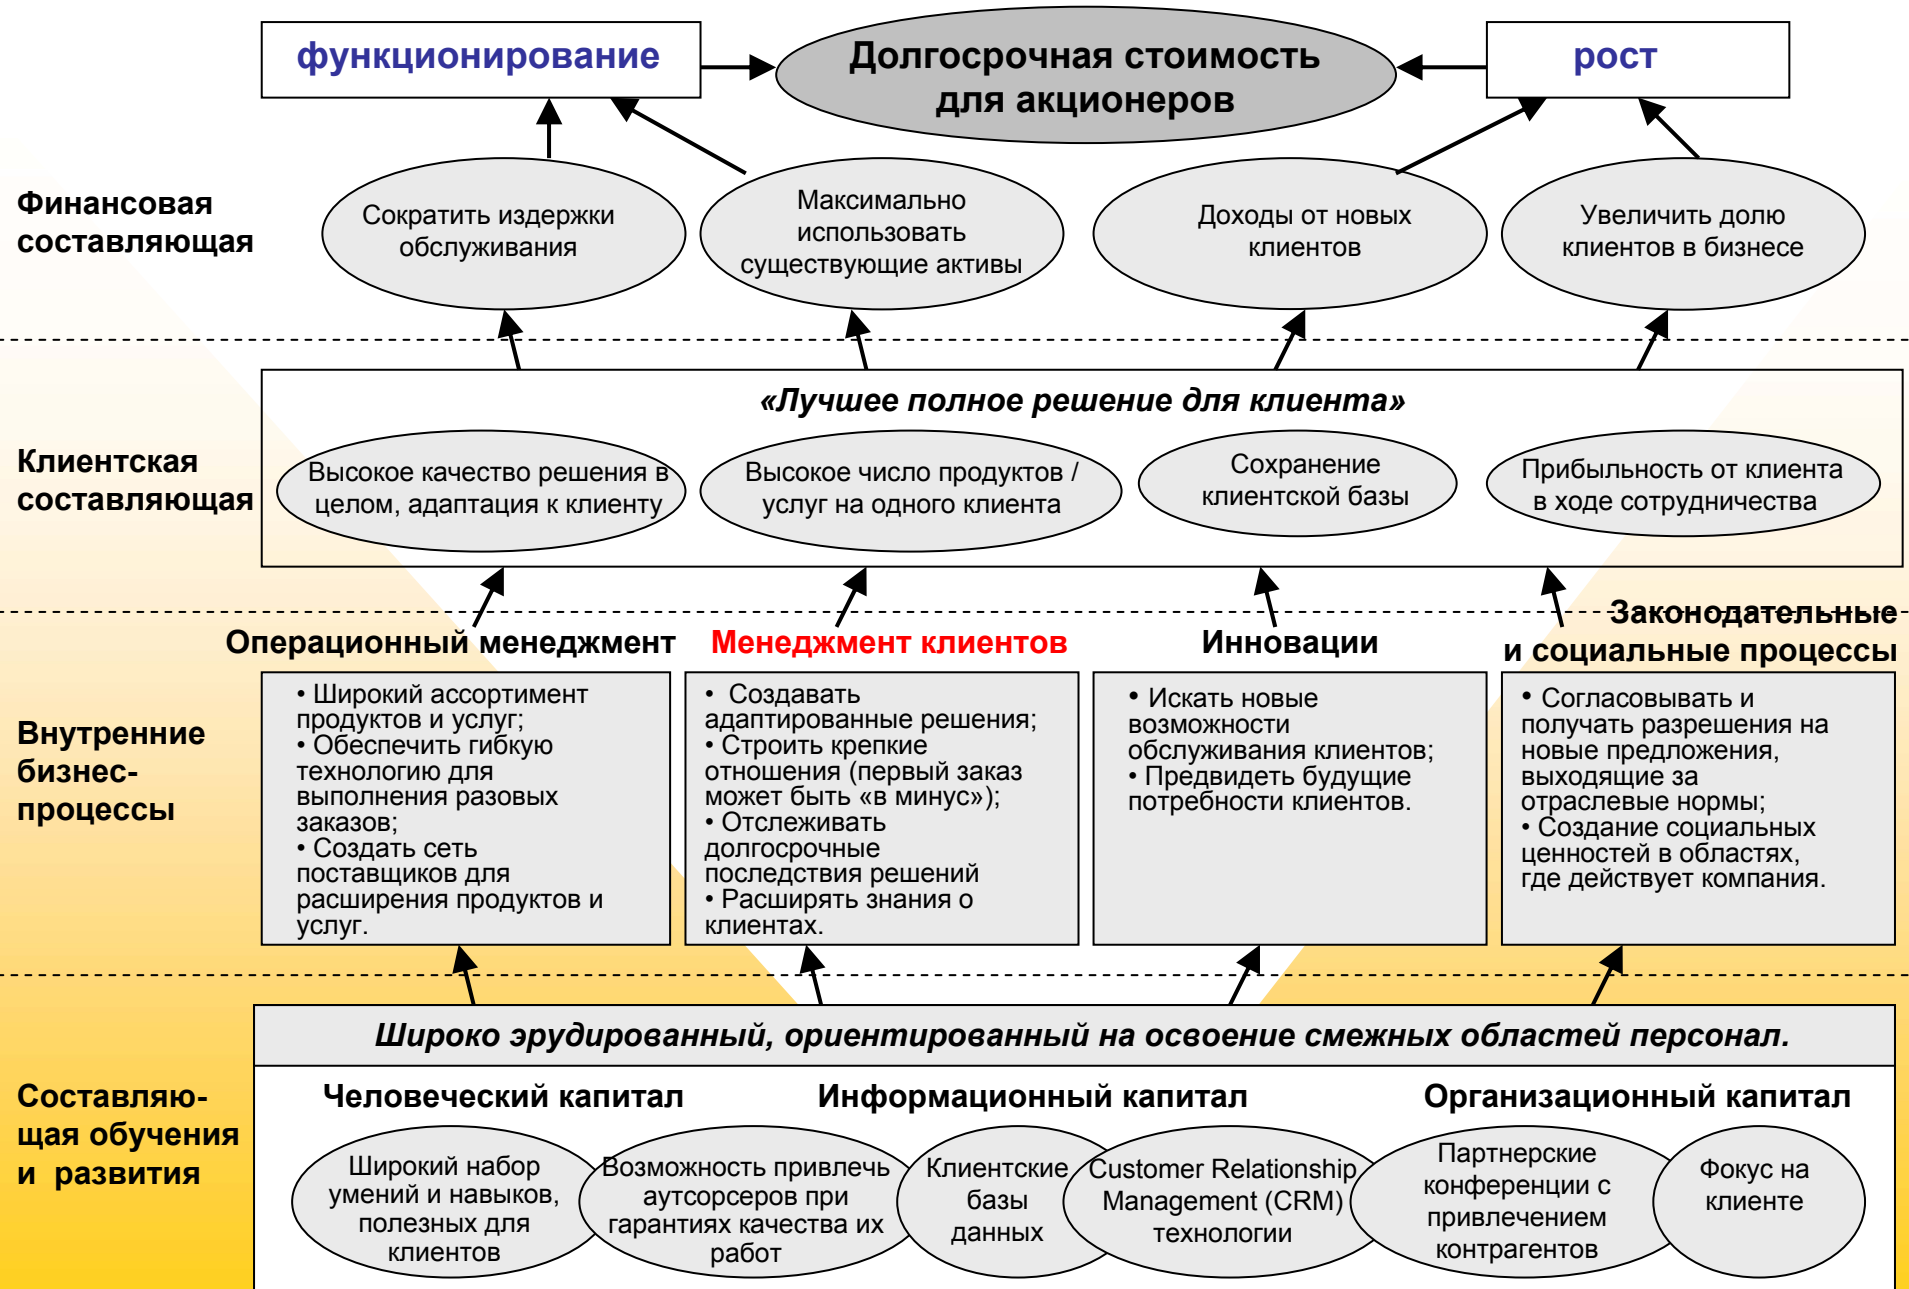 функционирование
Долгосрочная стоимость
для акционеров
рост
Финансовая
составляющая
Сократить издержки
обслуживания
Максимально
использовать
существующие активы
Доходы от новых
клиентов
Увеличить долю
клиентов в бизнесе
Клиентская
составляющая
«Лучшее полное решение для клиента»
Высокое качество решения в
целом, адаптация к клиенту
Высокое число продуктов /
услуг на одного клиента
Сохранение
клиентской базы
Прибыльность от клиента
в ходе сотрудничества
Внутренние
бизнес-
процессы
Операционный менеджмент
• Широкий ассортимент
продуктов и услуг;
• Обеспечить гибкую
технологию для
выполнения разовых
заказов;
• Создать сеть
поставщиков для
расширения продуктов и
услуг.
Менеджмент клиентов
• Создавать
адаптированные решения;
• Строить крепкие
отношения (первый заказ
может быть «в минус»);
• Отслеживать
долгосрочные
последствия решений
• Расширять знания о
клиентах.
Инновации
• Искать новые
возможности
обслуживания клиентов;
• Предвидеть будущие
потребности клиентов.
Законодательные
и социальные процессы
• Согласовывать и
получать разрешения на
новые предложения,
выходящие за
отраслевые нормы;
• Создание социальных
ценностей в областях,
где действует компания.
Составляю-
щая обучения
и развития
Широко эрудированный, ориентированный на освоение смежных областей персонал.
Человеческий капитал
Информационный капитал
Организационный капитал
Широкий набор
умений и навыков,
полезных для
клиентов
Возможность привлечь
аутсорсеров при
гарантиях качества их
работ
Клиентские
базы
данных
Customer Relationship
Management (CRM)
технологии
Партнерские
конференции с
привлечением
контрагентов
Фокус на
клиенте